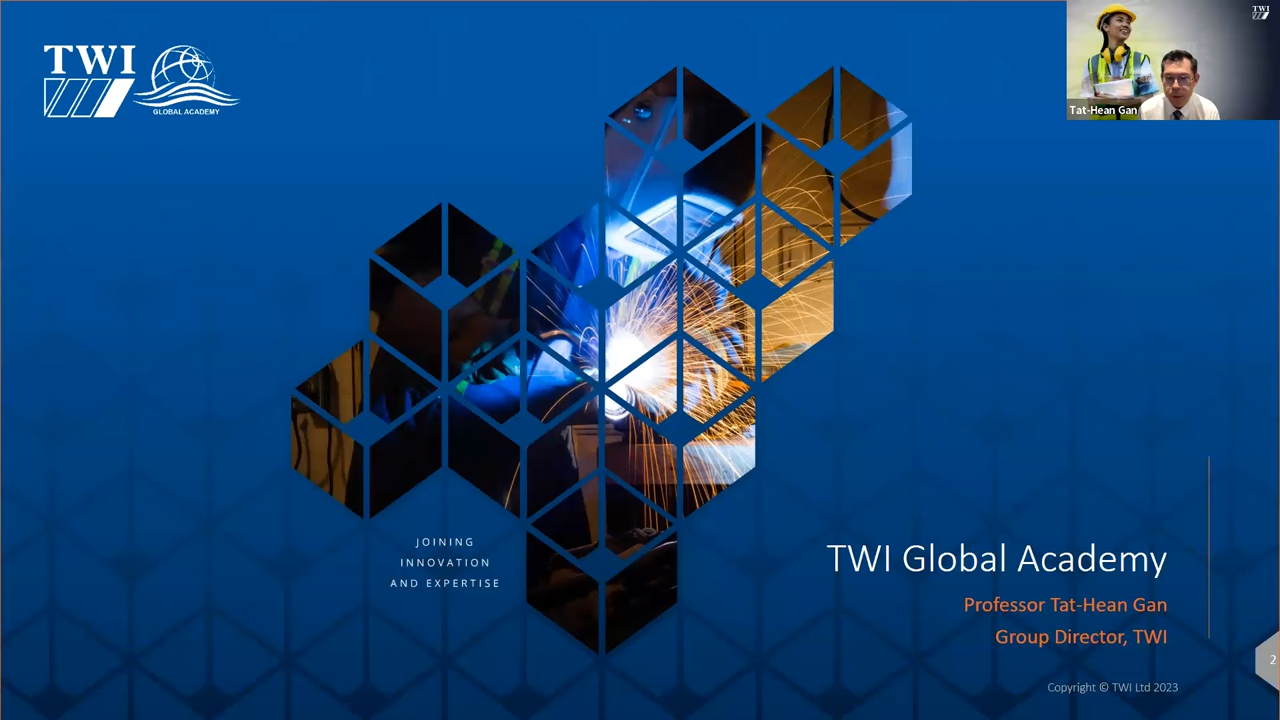 TWI
GLOBAL ACADEMY
TWI
Tat-Hean Gan
JOINING
INNOVATION
AND EXPERTISE
TWI Global Academy
Professor Tat-Hean Gan
Group Director, TWI
2
Copyright © TWI Ltd 2023